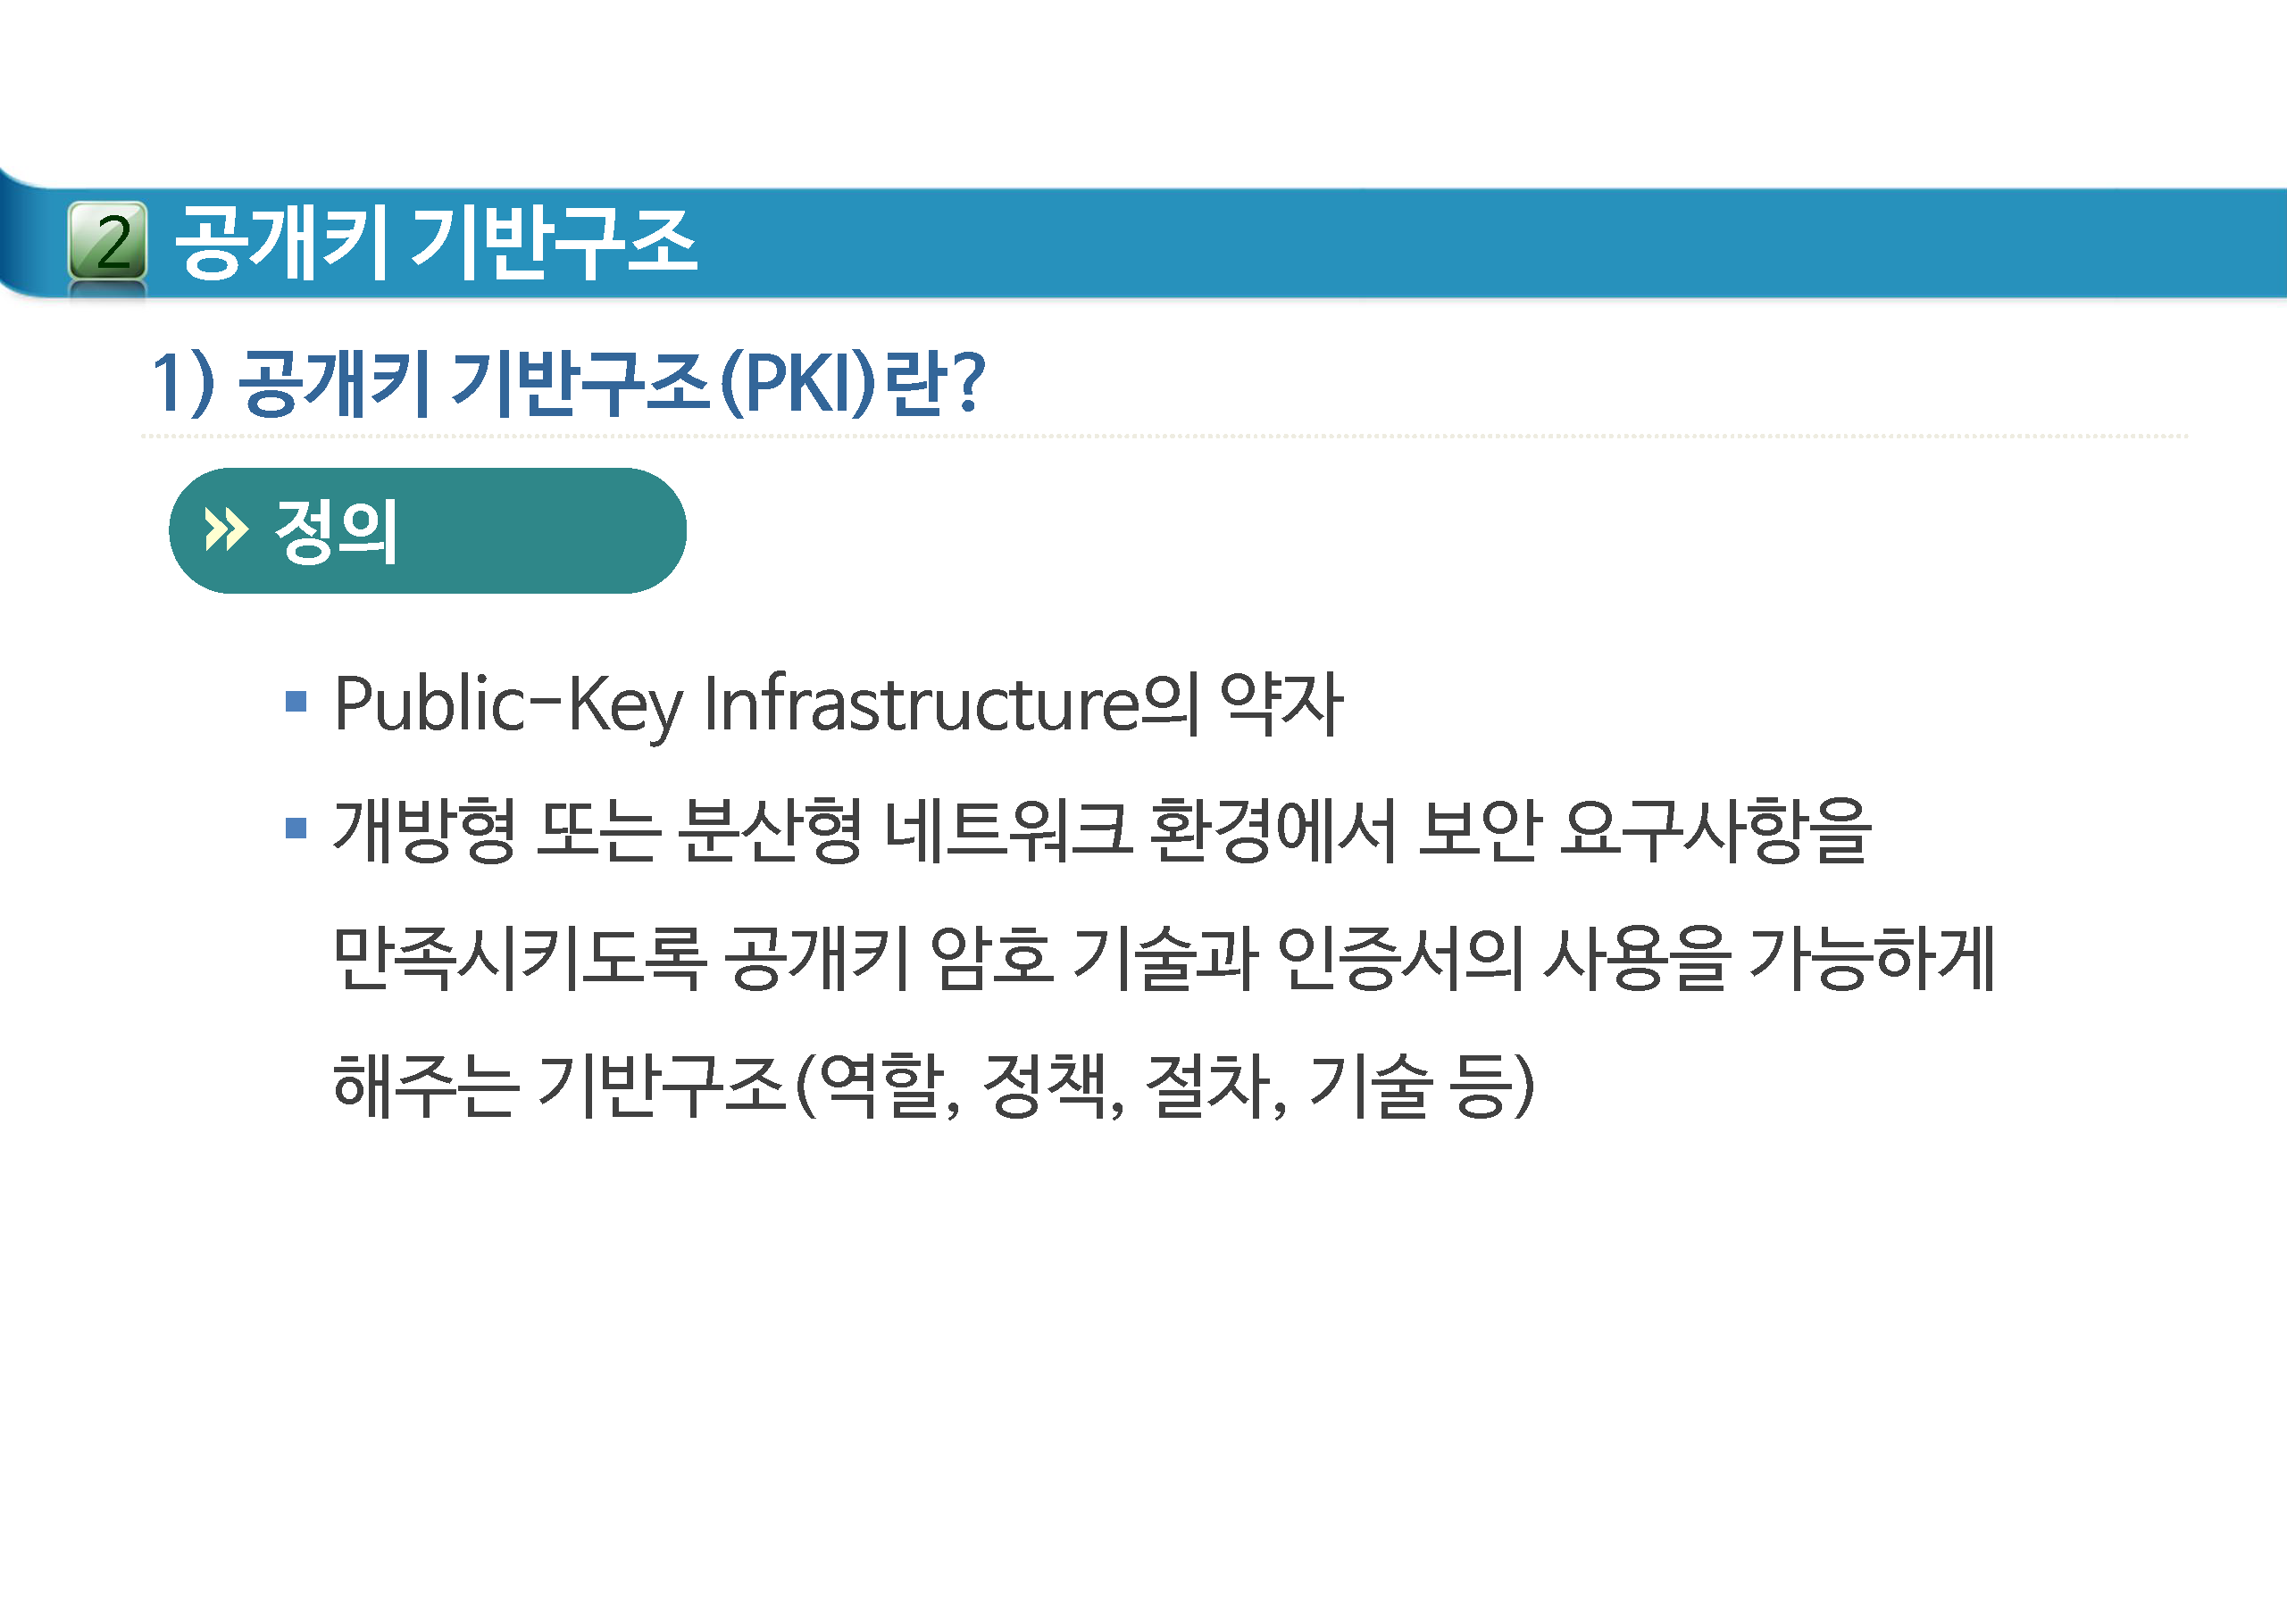 2 공개키 기반구조
1) 공개키 기반구조(PKI)란?
» 정의
▪ Public-Key Infrastructure의 약자
▪ 개방형 또는 분산형 네트워크 환경에서 보안 요구사항을
만족시키도록 공개키 암호 기술과 인증서의 사용을 가능하게
해주는 기반구조(역할, 정책, 절차, 기술 등)